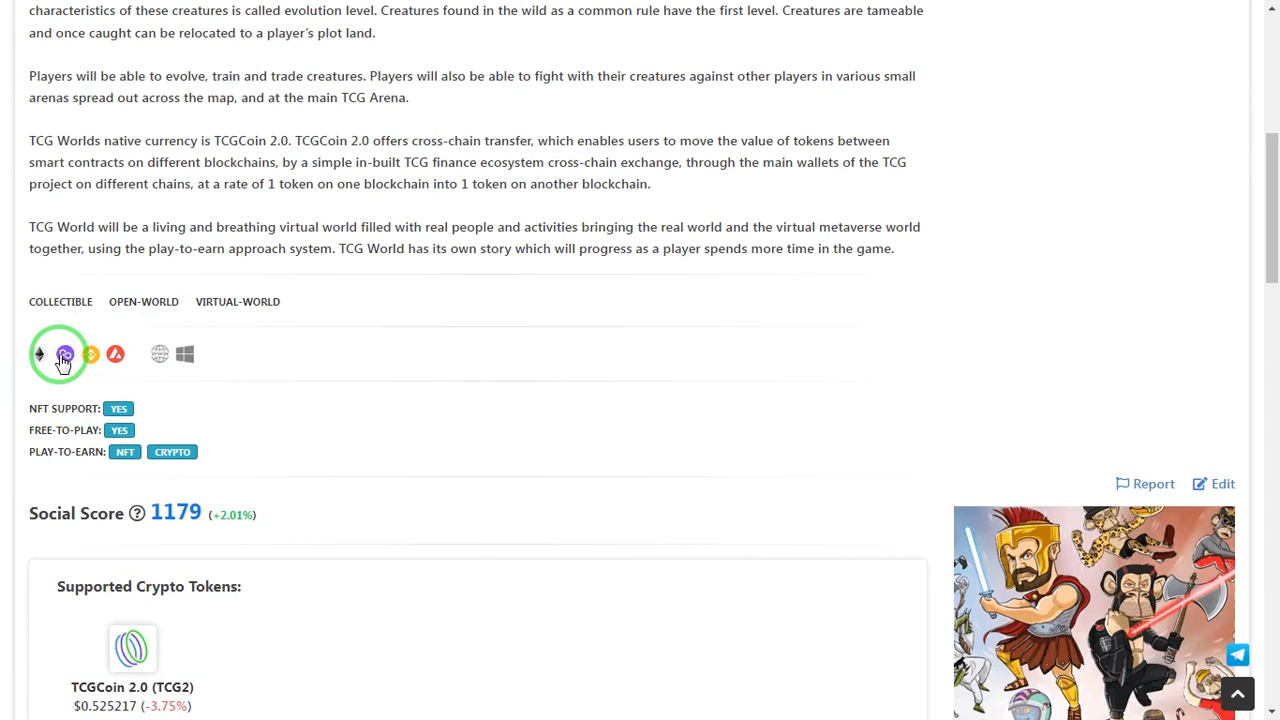 characteristics of these creatures is called evolution level. Creatures found in the wild as a common rule have the first level. Creatures are tameable
and once caught can be relocated to a player's plot land.
Players will be able to evolve, train and trade creatures. Players will also be able to fight with their creatures against other players in various small
arenas spread out across the map, and at the main TCG Arena.
TCG Worlds native currency is TCGCoin 2.0. TCGCoin 2.0 offers cross-chain transfer, which enables users to move the value of tokens between
smart contracts on different blockchains, by a simple in-built TCG finance ecosystem cross-chain exchange, through the main wallets of the TCG
project on different chains, at a rate of 1 token on one blockchain into 1 token on another blockchain.
TCG World will be a living and breathing virtual world filled with real people and activities bringing the real world and the virtual metaverse world
together, using the play-to-earn approach system. TCG World has its own story which will progress as a player spends more time in the game.
COLLECTIBLE OPEN-WORLD VIRTUAL-WORLD
NFT SUPPORT: YES
FREE-TO-PLAY: YES
PLAY-TO-EARN: NFT CRYPTO
Report Edit
Social Score ? 1179 (+2.01%)
Supported Crypto Tokens:
TCGCoin 2.0 (TCG2)
$0.525217 (-3.75%)